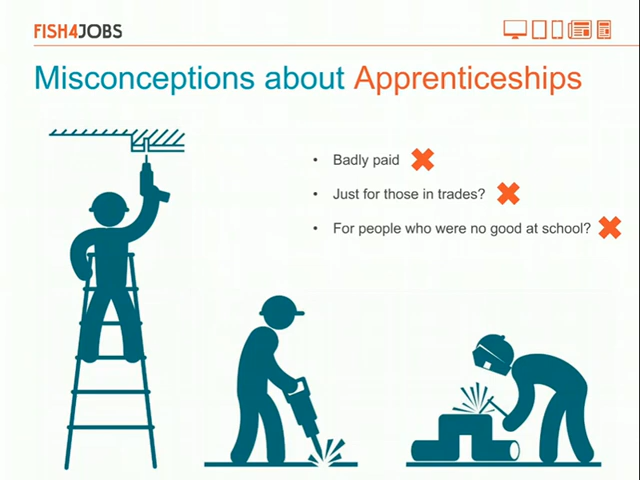 FISH4JOBS
Misconceptions about Apprenticeships
• Badly paid
• Just for those in trades?
• For people who were no good at school?